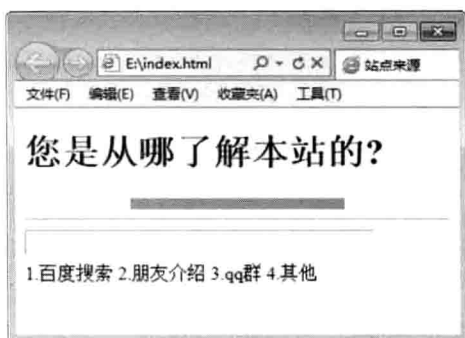 E:\index.html
站点来源
文件(F) 编辑(E) 查看(V) 收藏夹(A) 工具(T)
您是从哪了解本站的?
1.百度搜索 2.朋友介绍 3.qq群 4.其他